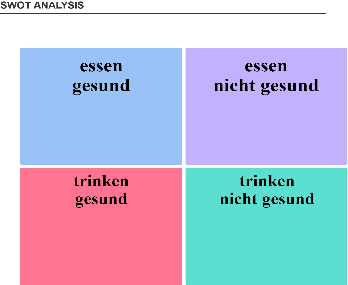 SWOT ANALYSIS
essen
gesund
essen
nicht gesund
trinken
gesund
trinken
nicht gesund